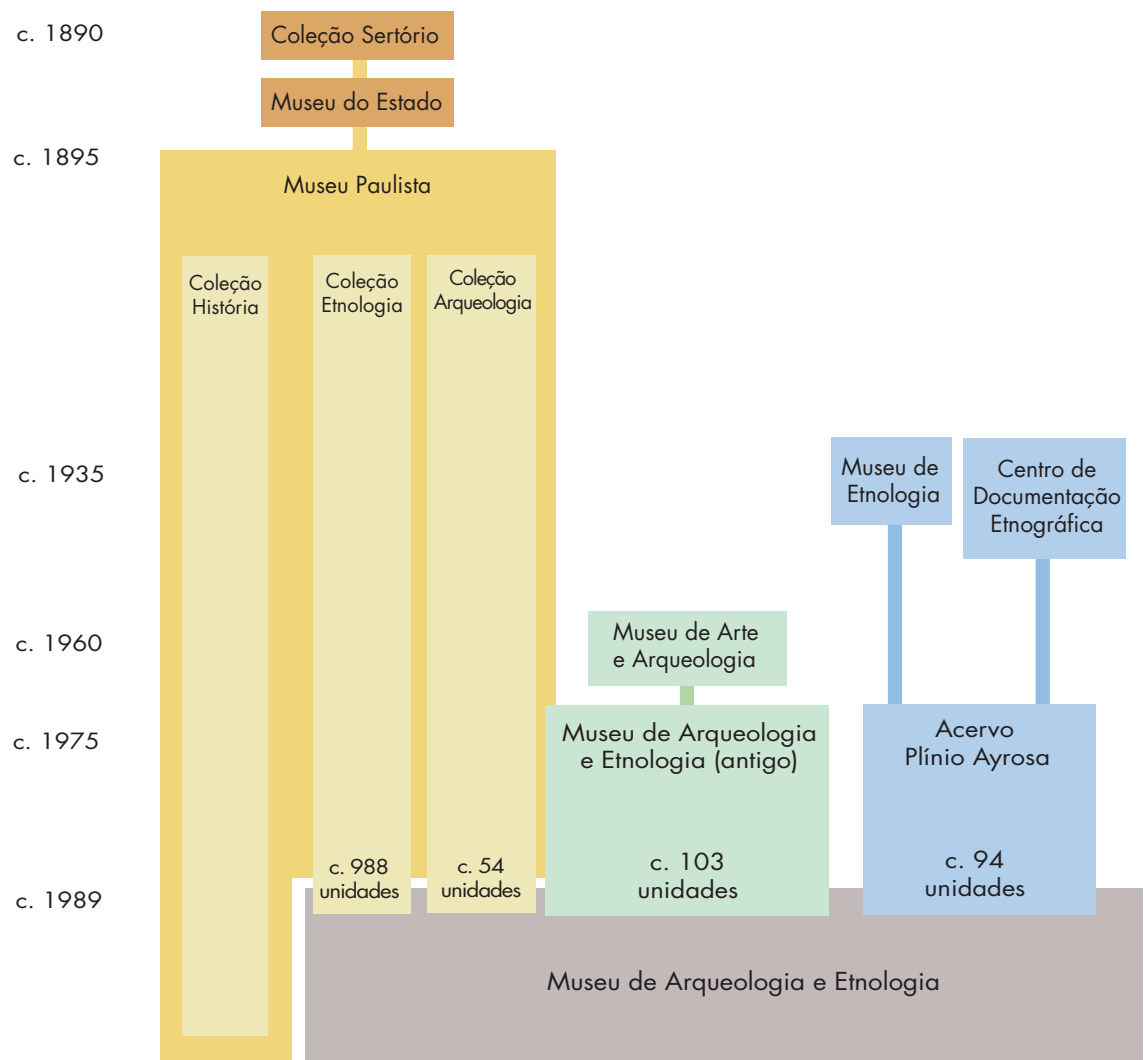 c. 1890
Coleção Sertório
Museu do Estado
c. 1895
Museu Paulista
Coleção
História
Coleção
Etnologia
Coleção
Arqueologia
c. 1935
Museu de
Etnologia
Centro de
Documentação
Etnográfica
c. 1960
Museu de Arte
e Arqueologia
c. 1975
Museu de Arqueologia
e Etnologia (antigo)
Acervo
Plínio Ayrosa
c. 988
unidades
c. 54
unidades
c. 103
unidades
c. 94
unidades
c. 1989
Museu de Arqueologia e Etnologia